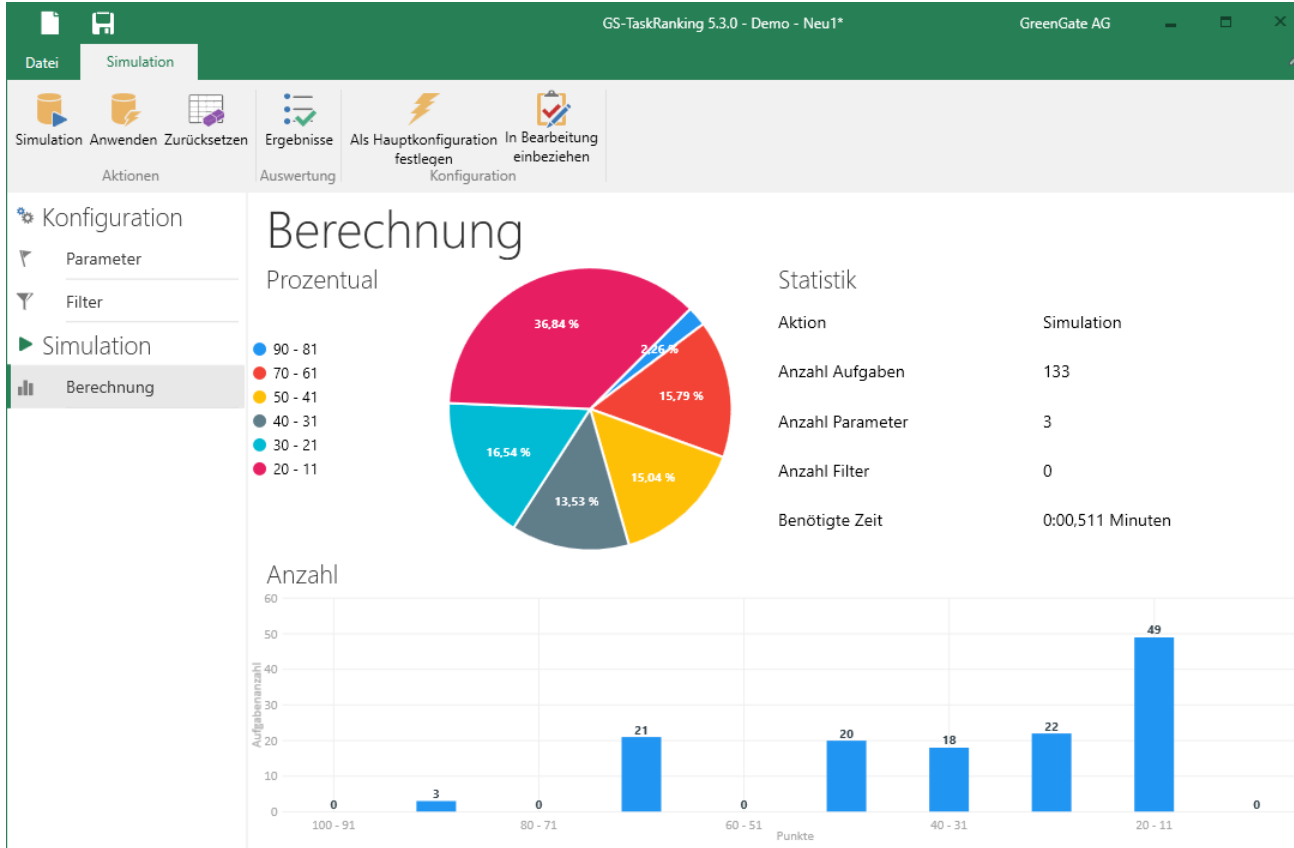 GS-TaskRanking 5.3.0 - Demo - Neu1*
GreenGate AG
Datei
Simulation
Simulation
Anwenden
Zurücksetzen
Aktionen
Ergebnisse
Auswertung
Als Hauptkonfiguration
festlegen
In Bearbeitung
einbeziehen
Konfiguration
Konfiguration
Parameter
Filter
Simulation
Berechnung
Berechnung
Prozentual
90 - 81
70 - 61
50 - 41
40 - 31
30 - 21
20 - 11
36,84 %
2,26 %
15,79 %
15,04 %
13,53 %
16,54 %
Statistik
Aktion Simulation
Anzahl Aufgaben 133
Anzahl Parameter 3
Anzahl Filter 0
Benötigte Zeit 0:00,511 Minuten
Anzahl
Aufgabenanzahl
60
50
40
30
20
10
0
0
3
0
21
0
20
18
22
49
0
100 - 91
80 - 71
60 - 51
40 - 31
20 - 11
Punkte